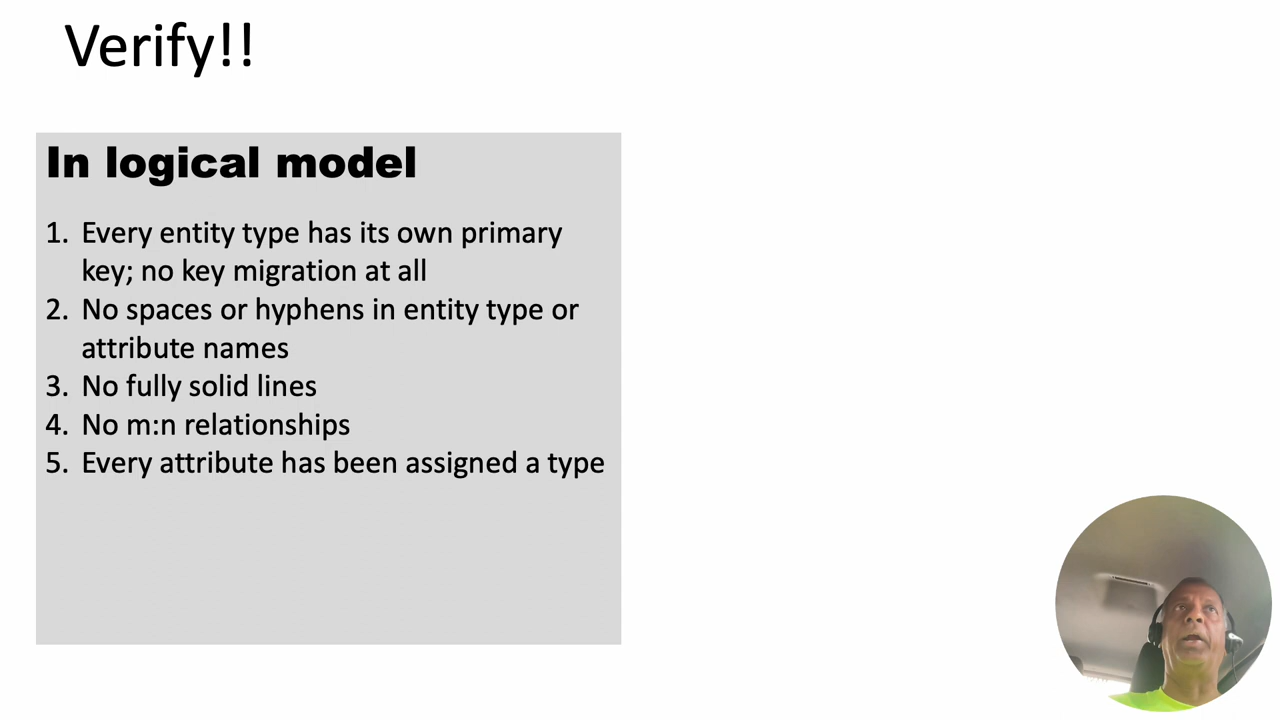 Verify!!
In logical model
1. Every entity type has its own primary
key; no key migration at all
2. No spaces or hyphens in entity type or
attribute names
3. No fully solid lines
4. No m:n relationships
5. Every attribute has been assigned a type